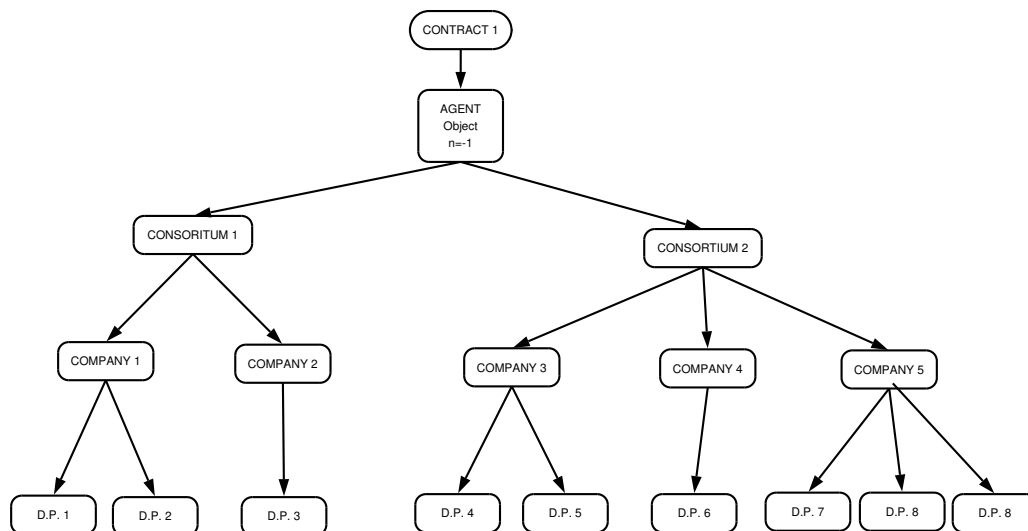 CONTRACT 1
AGENT
Object
n=-1
CONSORITUM 1
CONSORTIUM 2
COMPANY 1
COMPANY 2
COMPANY 3
COMPANY 4
COMPANY 5
D.P. 1
D.P. 2
D.P. 3
D.P. 4
D.P. 5
D.P. 6
D.P. 7
D.P. 8
D.P. 8